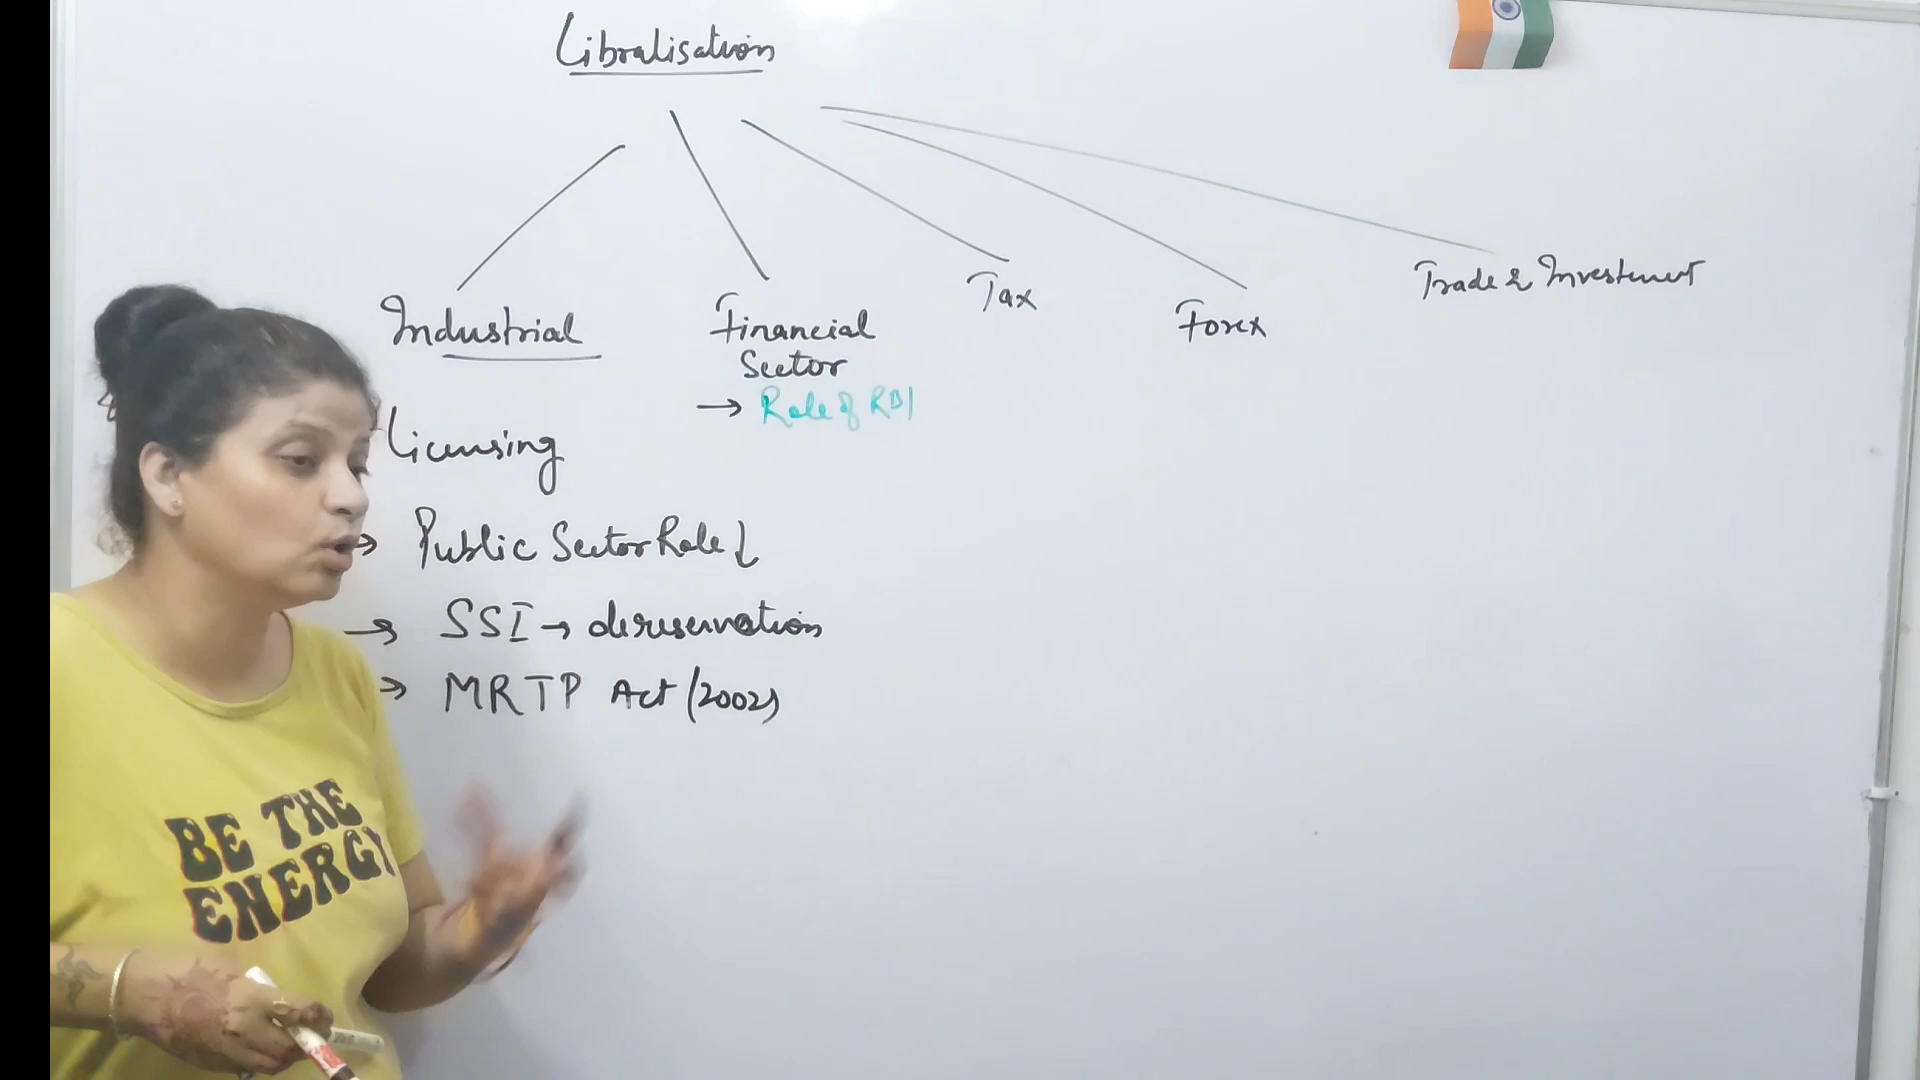 Libralisation
Industrial
Financial
Sector
→ Role of RBI
Tax
Forex
Trade & Investment
Licensing
→ Public Sector Role ↓
→ SSI → dereservation
→ MRTP Act (2002)
BE THE
ENERGY